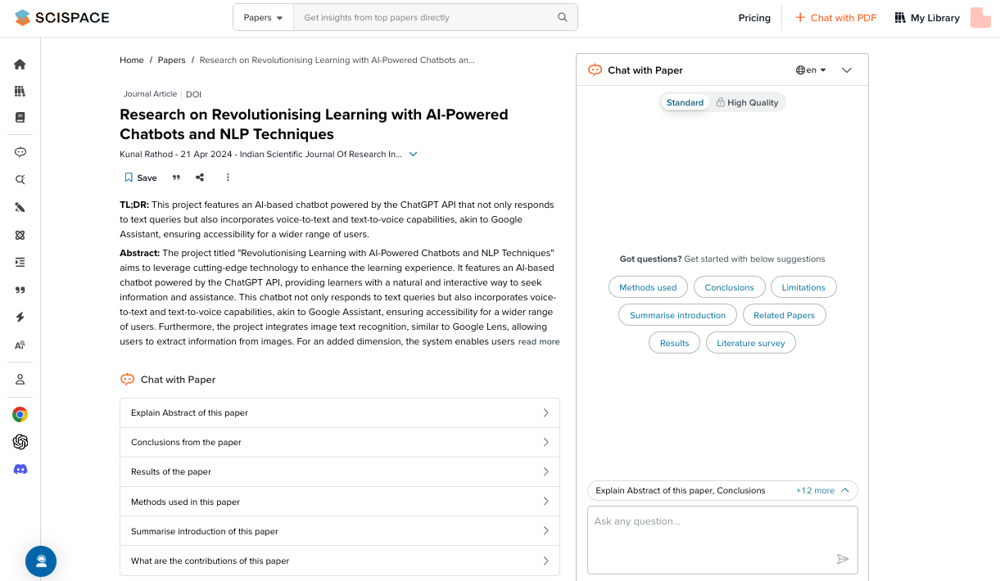 SCISPACE
Papers
Get insights from top papers directly
Pricing
Chat with PDF
My Library
Home / Papers / Research on Revolutionising Learning with AI-Powered Chatbots an...
Journal Article DOI
Research on Revolutionising Learning with AI-Powered
Chatbots and NLP Techniques
Kunal Rathod - 21 Apr 2024 - Indian Scientific Journal Of Research In...
Save
TL;DR: This project features an AI-based chatbot powered by the ChatGPT API that not only responds
to text queries but also incorporates voice-to-text and text-to-voice capabilities, akin to Google
Assistant, ensuring accessibility for a wider range of users.
Abstract: The project titled "Revolutionising Learning with AI-Powered Chatbots and NLP Techniques"
aims to leverage cutting-edge technology to enhance the learning experience. It features an AI-based
chatbot powered by the ChatGPT API, providing learners with a natural and interactive way to seek
information and assistance. This chatbot not only responds to text queries but also incorporates voice-
to-text and text-to-voice capabilities, akin to Google Assistant, ensuring accessibility for a wider range
of users. Furthermore, the project integrates image text recognition, similar to Google Lens, allowing
users to extract information from images. For an added dimension, the system enables users read more
Chat with Paper
Explain Abstract of this paper
Conclusions from the paper
Results of the paper
Methods used in this paper
Summarise introduction of this paper
What are the contributions of this paper
Chat with Paper
en
Standard
High Quality
Got questions? Get started with below suggestions
Methods used
Conclusions
Limitations
Summarise introduction
Related Papers
Results
Literature survey
Explain Abstract of this paper, Conclusions
+12 more
Ask any question...